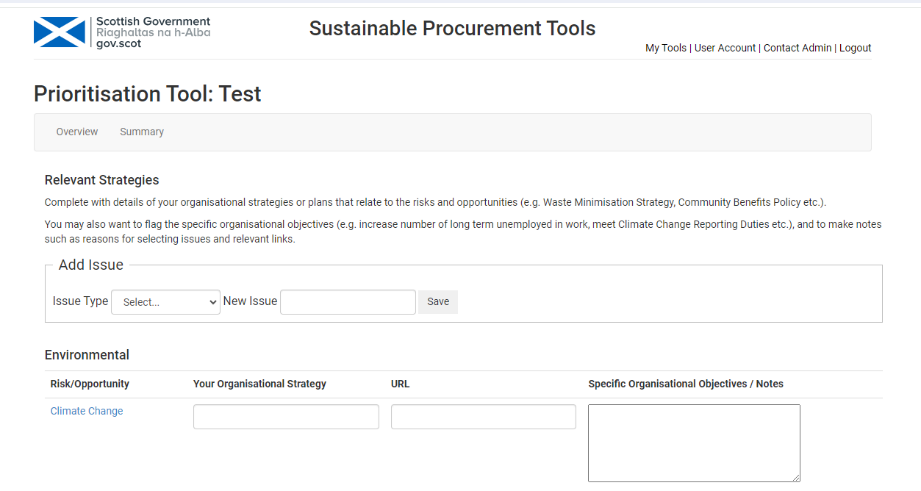 Scottish Government
Riaghaltas na h-Alba
gov.scot
Sustainable Procurement Tools
My Tools | User Account | Contact Admin | Logout
Prioritisation Tool: Test
Overview Summary
Relevant Strategies
Complete with details of your organisational strategies or plans that relate to the risks and opportunities (e.g. Waste Minimisation Strategy, Community Benefits Policy etc.).
You may also want to flag the specific organisational objectives (e.g. increase number of long term unemployed in work, meet Climate Change Reporting Duties etc.), and to make notes
such as reasons for selecting issues and relevant links.
Add Issue
Issue Type Select... New Issue Save
Environmental
Risk/Opportunity Your Organisational Strategy URL Specific Organisational Objectives / Notes
Climate Change